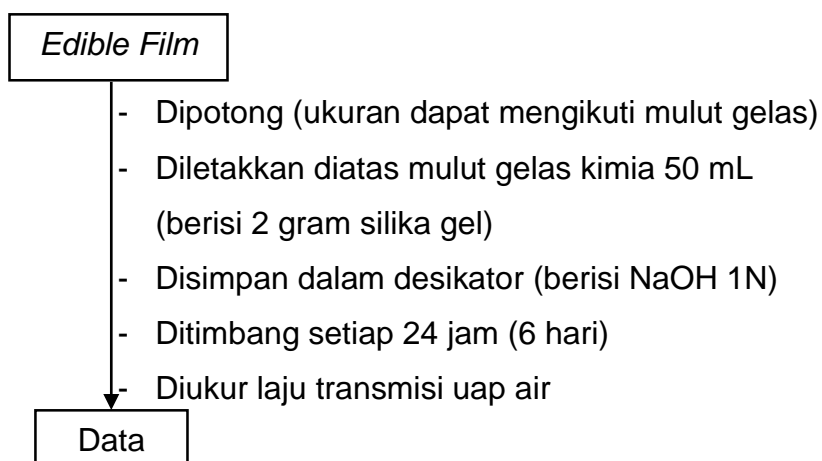 Edible Film
- Dipotong (ukuran dapat mengikuti mulut gelas)
- Diletakkan diatas mulut gelas kimia 50 mL
(berisi 2 gram silika gel)
- Disimpan dalam desikator (berisi NaOH 1N)
- Ditimbang setiap 24 jam (6 hari)
- Diukur laju transmisi uap air
Data